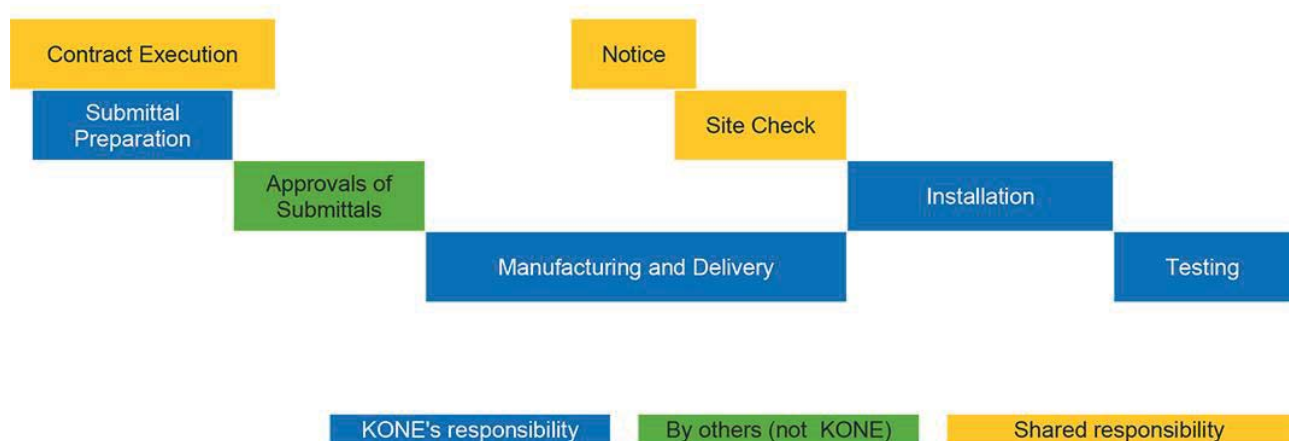 Contract Execution
Notice
Submittal
Preparation
Site Check
Approvals of
Submittals
Installation
Manufacturing and Delivery
Testing
KONE's responsibility
By others (not KONE)
Shared responsibility